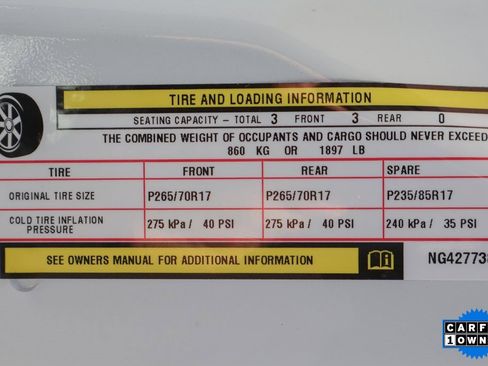 TIRE AND LOADING INFORMATION
SEATING CAPACITY – TOTAL 3 FRONT 3 REAR 0
THE COMBINED WEIGHT OF OCCUPANTS AND CARGO SHOULD NEVER EXCEED
860 KG OR 1897 LB
TIRE FRONT REAR SPARE
ORIGINAL TIRE SIZE P265/70R17 P265/70R17 P235/85R17
COLD TIRE INFLATION PRESSURE 275 kPa / 40 PSI 275 kPa / 40 PSI 240 kPa / 35 PSI
SEE OWNERS MANUAL FOR ADDITIONAL INFORMATION
1 OWN